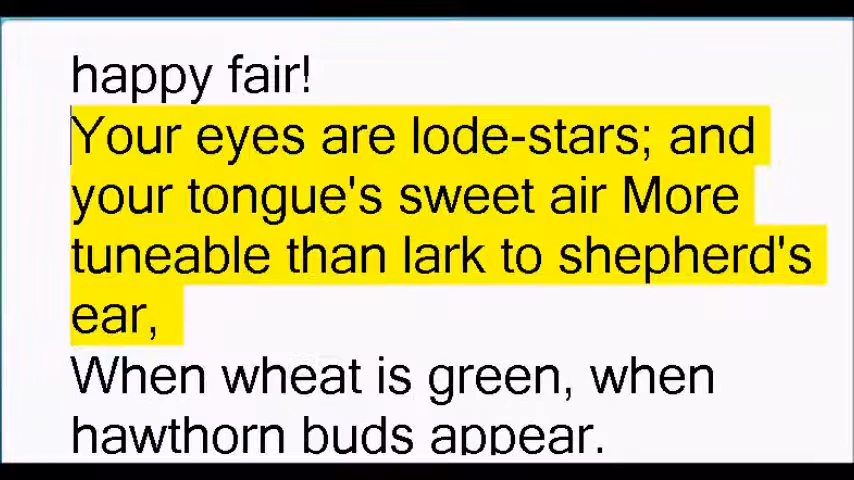 happy fair!
Your eyes are lode-stars; and
your tongue's sweet air More
tuneable than lark to shepherd's
ear,
When wheat is green, when
hawthorn buds appear.